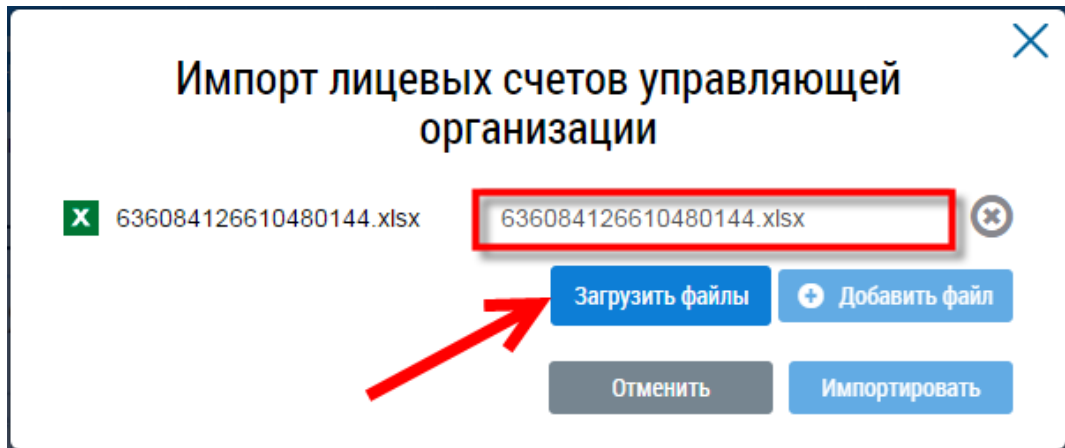 Импорт лицевых счетов управляющей
организации
X 636084126610480144.xlsx 636084126610480144.xlsx
Загрузить файлы Добавить файл
Отменить Импортировать